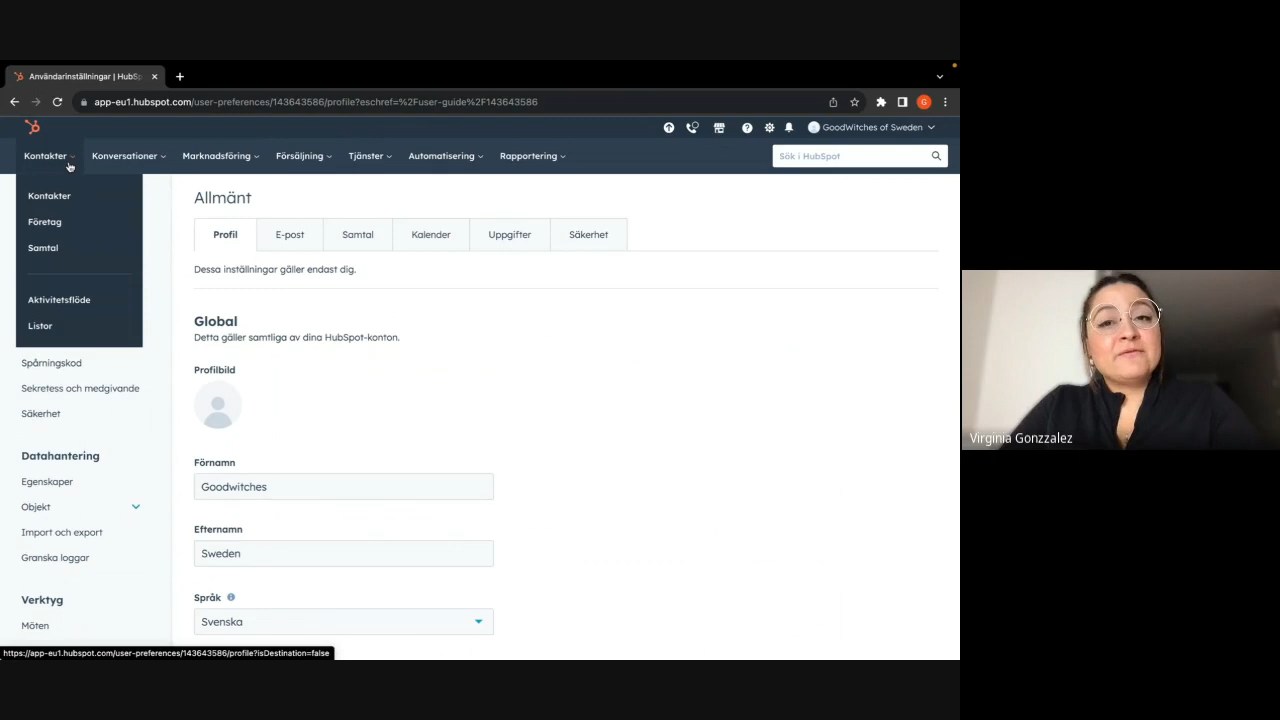 Användarinställningar | HubSp
app-eu1.hubspot.com/user-preferences/143643586/profile?eschref=%2Fuser-guide%2F143643586
G
GoodWitches of Sweden
Kontakter Konversationer Marknadsföring Försäljning Tjänster Automatisering Rapportering
Sök i HubSpot
Kontakter
Företag
Samtal
Aktivitetsflöde
Listor
Spårningskod
Sekretess och medgivande
Säkerhet
Datahantering
Egenskaper
Objekt
Import och export
Granska loggar
Verktyg
Möten
Allmänt
Profil E-post Samtal Kalender Uppgifter Säkerhet
Dessa inställningar gäller endast dig.
Global
Detta gäller samtliga av dina HubSpot-konton.
Profilbild
Förnamn
Goodwitches
Efternamn
Sweden
Språk
Svenska
https://app-eu1.hubspot.com/user-preferences/143643586/profile?isDestination=false
Virginia Gonzzalez